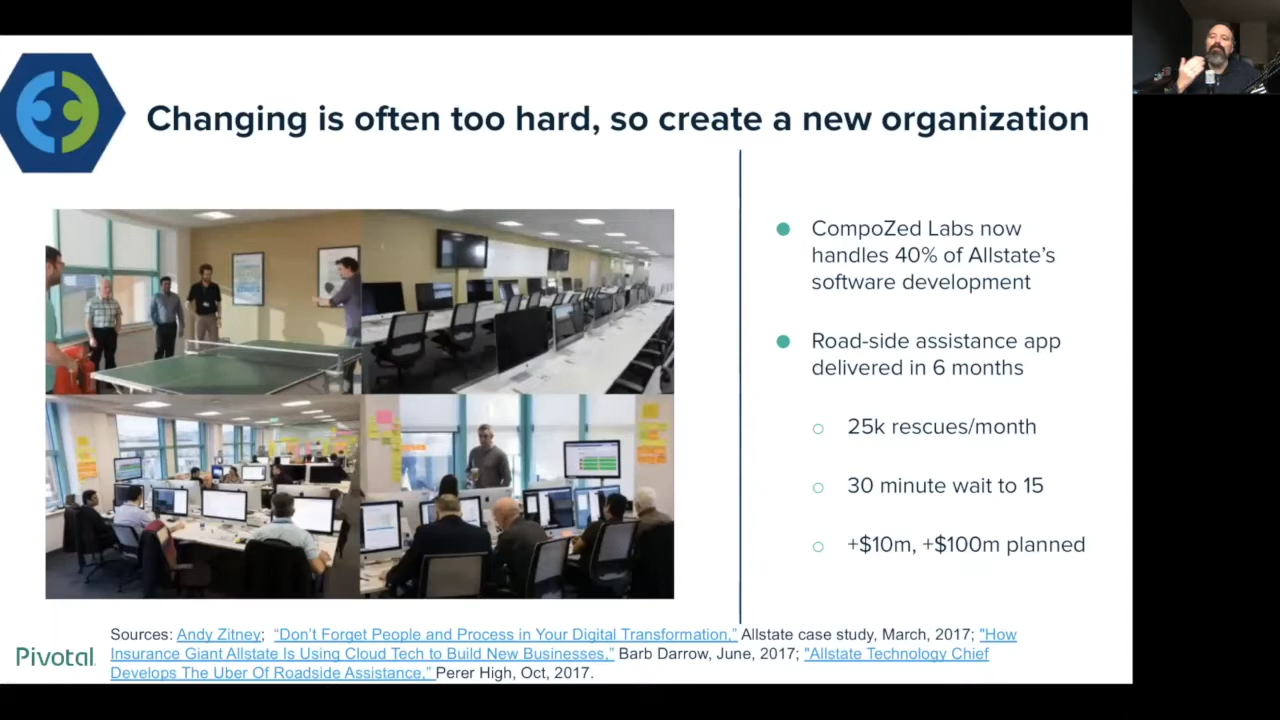 Changing is often too hard, so create a new organization
CompoZed Labs now
handles 40% of Allstate's
software development
Road-side assistance app
delivered in 6 months
25k rescues/month
30 minute wait to 15
+$10m, +$100m planned
Sources: Andy Zitney; “Don’t Forget People and Process in Your Digital Transformation,” Allstate case study, March, 2017; "How
Insurance Giant Allstate Is Using Cloud Tech to Build New Businesses,” Barb Darrow, June, 2017; "Allstate Technology Chief
Develops The Uber Of Roadside Assistance,” Perer High, Oct, 2017.
Pivotal